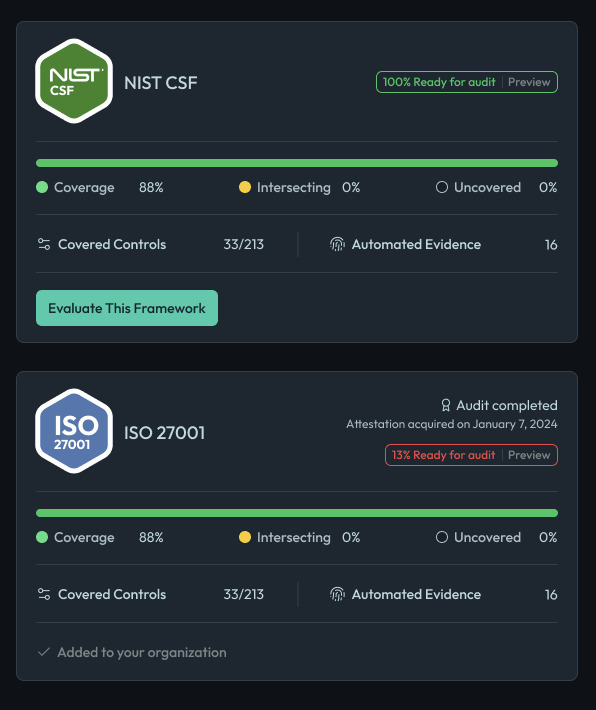 NIST
CSF
NIST CSF
100% Ready for audit Preview
Coverage 88% Intersecting 0% Uncovered 0%
Covered Controls 33/213 Automated Evidence 16
Evaluate This Framework
ISO
27001
ISO 27001
Audit completed
Attestation acquired on January 7, 2024
13% Ready for audit Preview
Coverage 88% Intersecting 0% Uncovered 0%
Covered Controls 33/213 Automated Evidence 16
Added to your organization